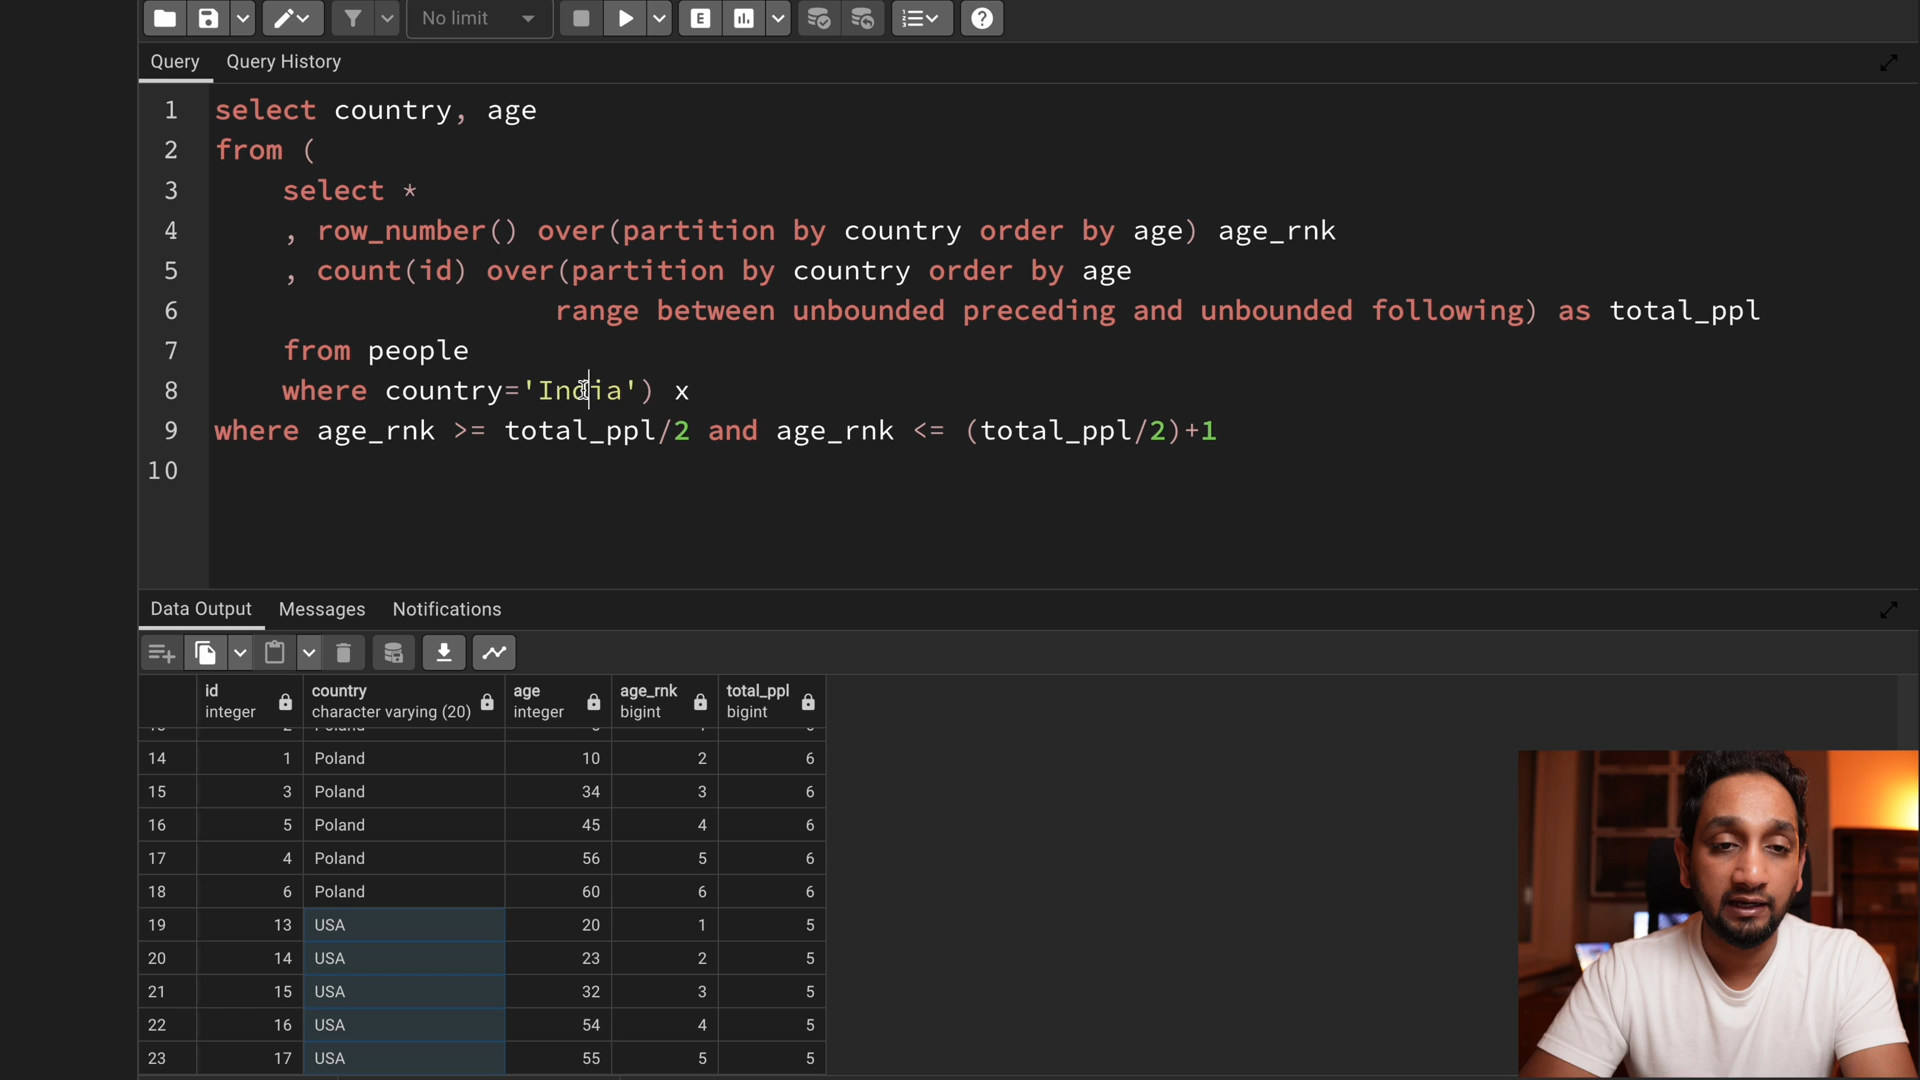 No limit
Query Query History
1 select country, age
2 from (
3 select *
4 , row_number() over(partition by country order by age) age_rnk
5 , count(id) over(partition by country order by age
6 range between unbounded preceding and unbounded following) as total_ppl
7 from people
8 where country='India') x
9 where age_rnk >= total_ppl/2 and age_rnk <= (total_ppl/2)+1
10
Data Output Messages Notifications
id country age age_rnk total_ppl
integer character varying (20) integer bigint bigint
14 1 Poland 10 2 6
15 3 Poland 34 3 6
16 5 Poland 45 4 6
17 4 Poland 56 5 6
18 6 Poland 60 6 6
19 13 USA 20 1 5
20 14 USA 23 2 5
21 15 USA 32 3 5
22 16 USA 54 4 5
23 17 USA 55 5 5